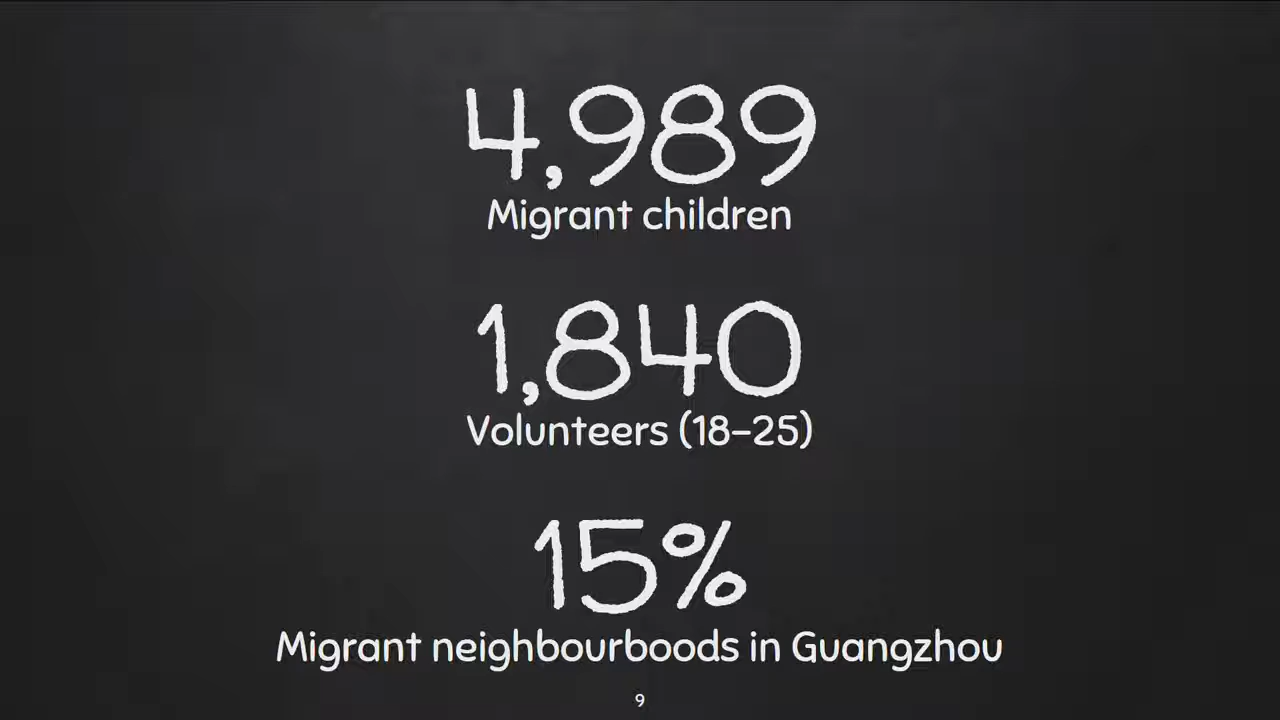 4,989
Migrant children
1,840
Volunteers (18-25)
15%
Migrant neighbourboods in Guangzhou
9